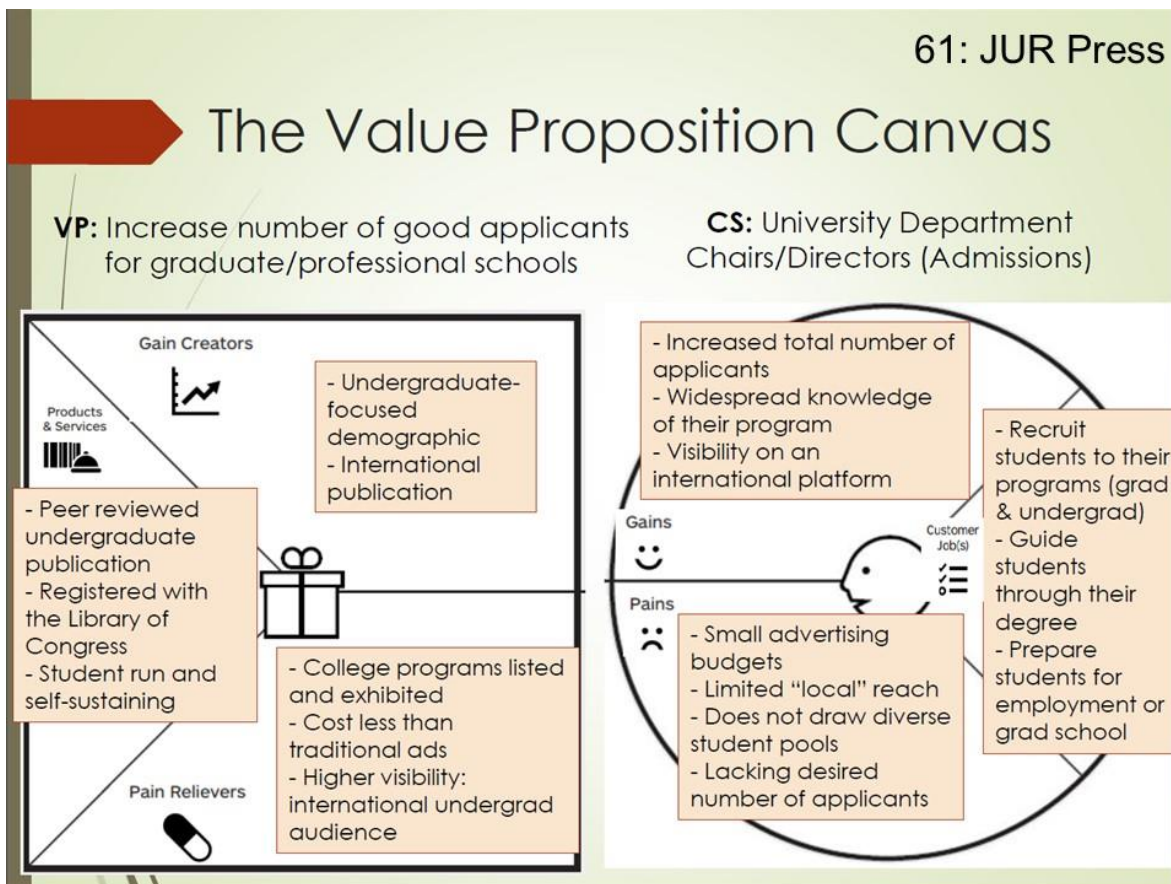 61: JUR Press
The Value Proposition Canvas
VP: Increase number of good applicants
for graduate/professional schools
CS: University Department
Chairs/Directors (Admissions)
Gain Creators
Products
& Services
- Undergraduate-
focused
demographic
- International
publication
- Peer reviewed
undergraduate
publication
- Registered with
the Library of
Congress
- Student run and
self-sustaining
- College programs listed
and exhibited
- Cost less than
traditional ads
- Higher visibility:
international undergrad
audience
Pain Relievers
- Increased total number of
applicants
- Widespread knowledge
of their program
- Visibility on an
international platform
Gains
Pains
Customer
Job(s)
- Recruit
students to their
programs (grad
& undergrad)
- Guide
students
through their
degree
- Prepare
students for
employment or
grad school
- Small advertising
budgets
- Limited “local” reach
- Does not draw diverse
student pools
- Lacking desired
number of applicants